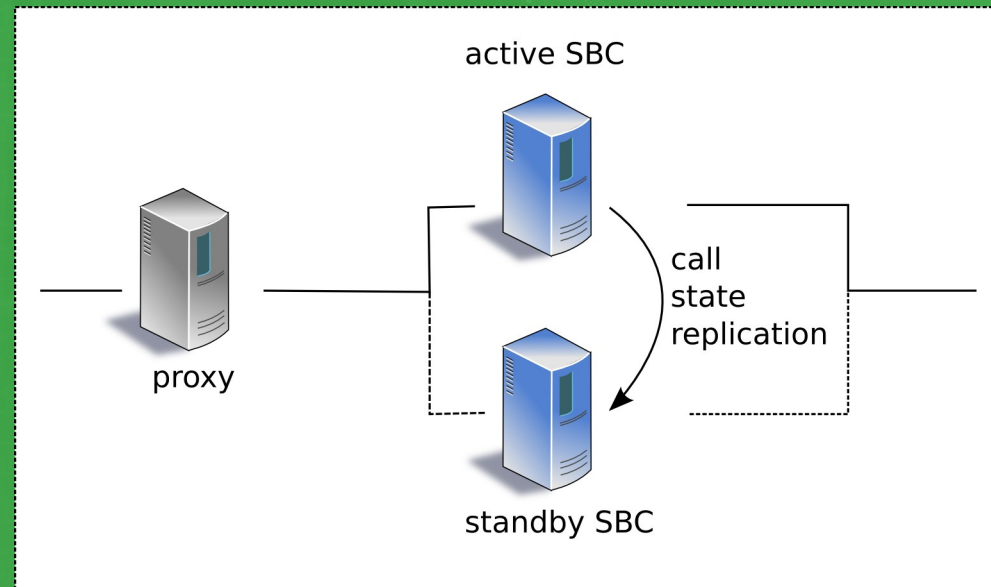 active SBC
call
state
replication
proxy
standby SBC